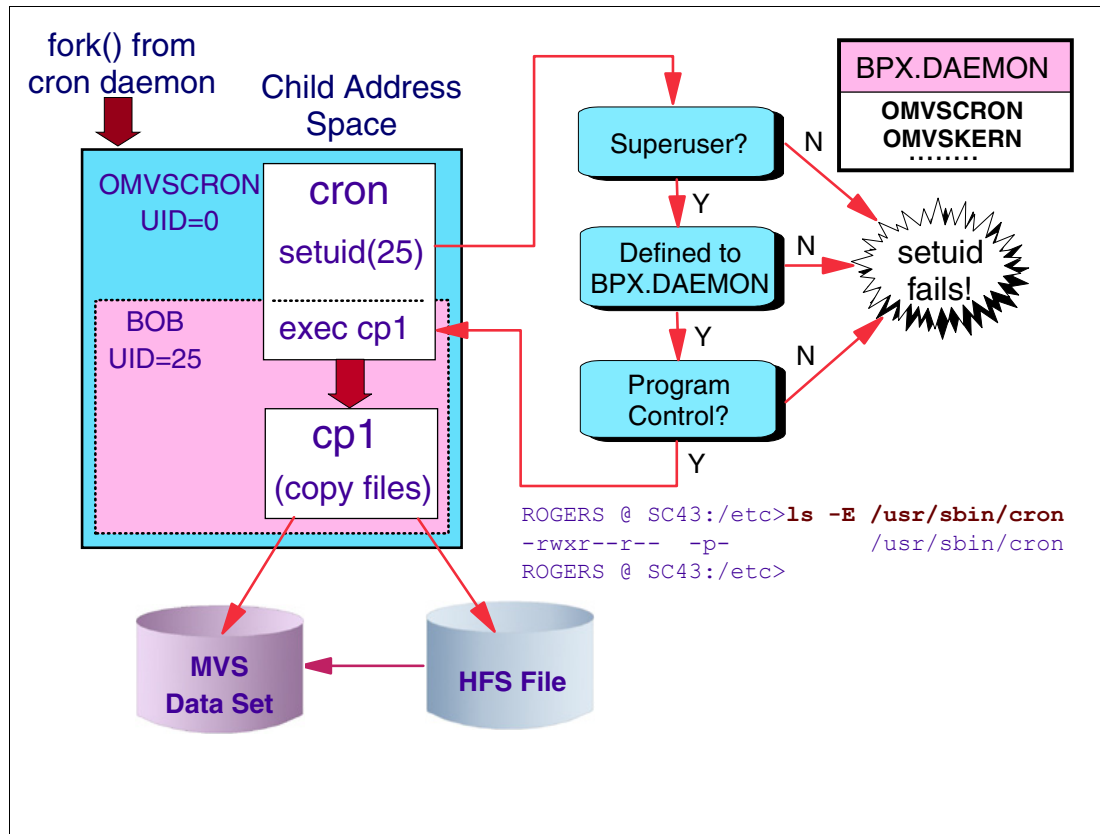 fork() from
cron daemon
Child Address
Space
OMVSCRON
UID=0
cron
setuid(25)
BOB
UID=25
exec cp1
cp1
(copy files)
MVS
Data Set
HFS File
Superuser?
N
Y
Defined to
BPX.DAEMON
N
Y
Program
Control?
N
Y
setuid
fails!
BPX.DAEMON
OMVSCRON
OMVSKERN
........
ROGERS @ SC43:/etc>ls -E /usr/sbin/cron
-rwxr--r--  -p-          /usr/sbin/cron
ROGERS @ SC43:/etc>